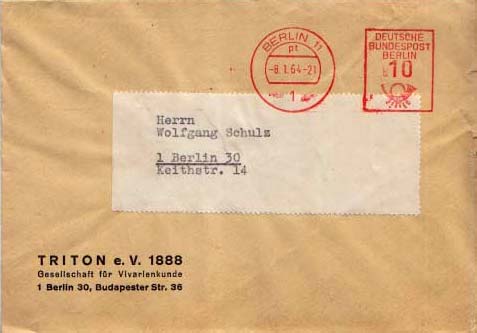 BERLIN 11
pt
-8.1.64-21
1
DEUTSCHE
BUNDESPOST
BERLIN
10
Herrn
Wolfgang Schulz
1 Berlin 30
Keithstr. 14
TRITON e. V. 1888
Gesellschaft für Vivarienkunde
1 Berlin 30, Budapester Str. 36